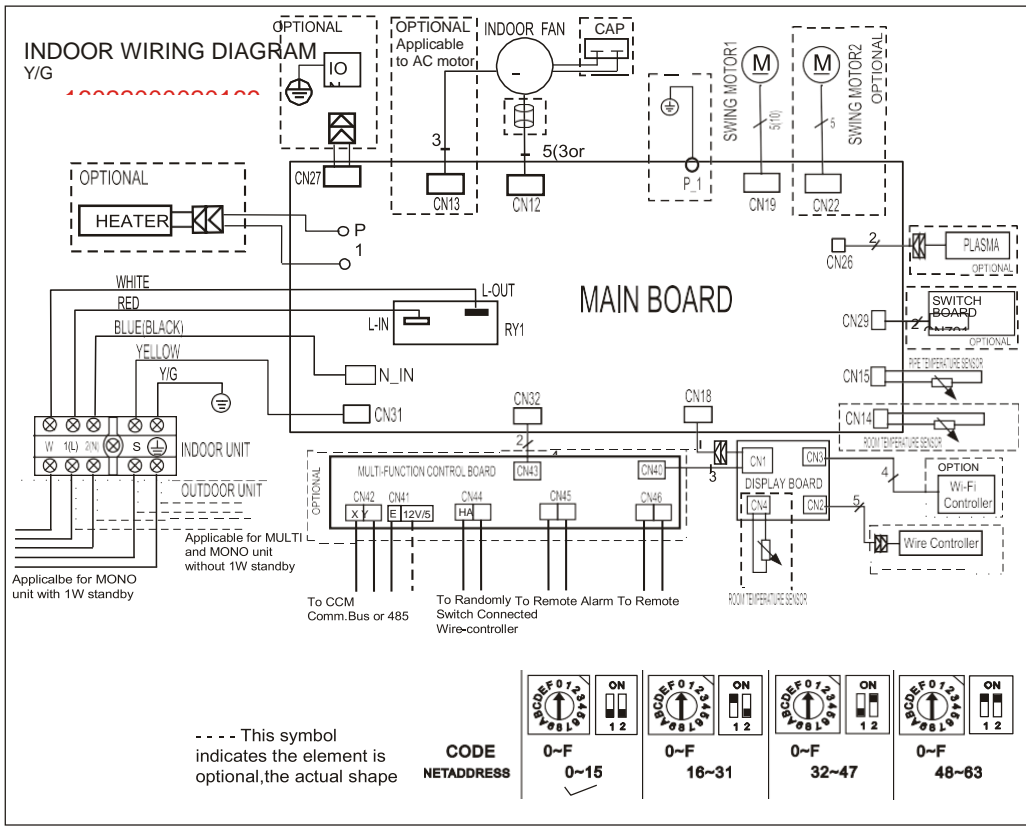 INDOOR WIRING DIAGRAM
Y/G
OPTIONAL
IO
OPTIONAL
Applicable
to AC motor
INDOOR FAN
CAP
SWING MOTOR1
M
SWING MOTOR2
M
OPTIONAL
3
5(3or
5(10)
5
CN27
CN13
CN12
P_1
CN19
CN22
OPTIONAL
HEATER
P
1
CN26
2
PLASMA
OPTIONAL
MAIN BOARD
WHITE
RED
BLUE(BLACK)
YELLOW
Y/G
L-OUT
L-IN
RY1
N_IN
CN31
CN32
CN18
CN29
2
SWITCH
BOARD
OPTIONAL
CN15
PIPE TEMPERATURE SENSOR
CN14
ROOM TEMPERATURE SENSOR
W 1(L) 2(N) S
INDOOR UNIT
OUTDOOR UNIT
Applicable for MULTI
and MONO unit
without 1W standby
Applicalbe for MONO
unit with 1W standby
2
OPTIONAL
MULTI-FUNCTION CONTROL BOARD
CN43
CN40
CN42
X Y
CN41
E 12V/5
CN44
HA
CN45
CN46
To CCM
Comm.Bus or 485
To Randomly
Switch Connected
Wire-controller
To Remote Alarm
To Remote
3
CN1
CN3
DISPLAY BOARD
CN4
CN2
ROOM TEMPERATURE SENSOR
4
OPTION
Wi-Fi
Controller
5
Wire Controller
- - - - This symbol
indicates the element is
optional,the actual shape
CODE
NETADDRESS
0123456789ABCDEF
ON
1 2
0~F
0~15
0123456789ABCDEF
ON
1 2
0~F
16~31
0123456789ABCDEF
ON
1 2
0~F
32~47
0123456789ABCDEF
ON
1 2
0~F
48~63